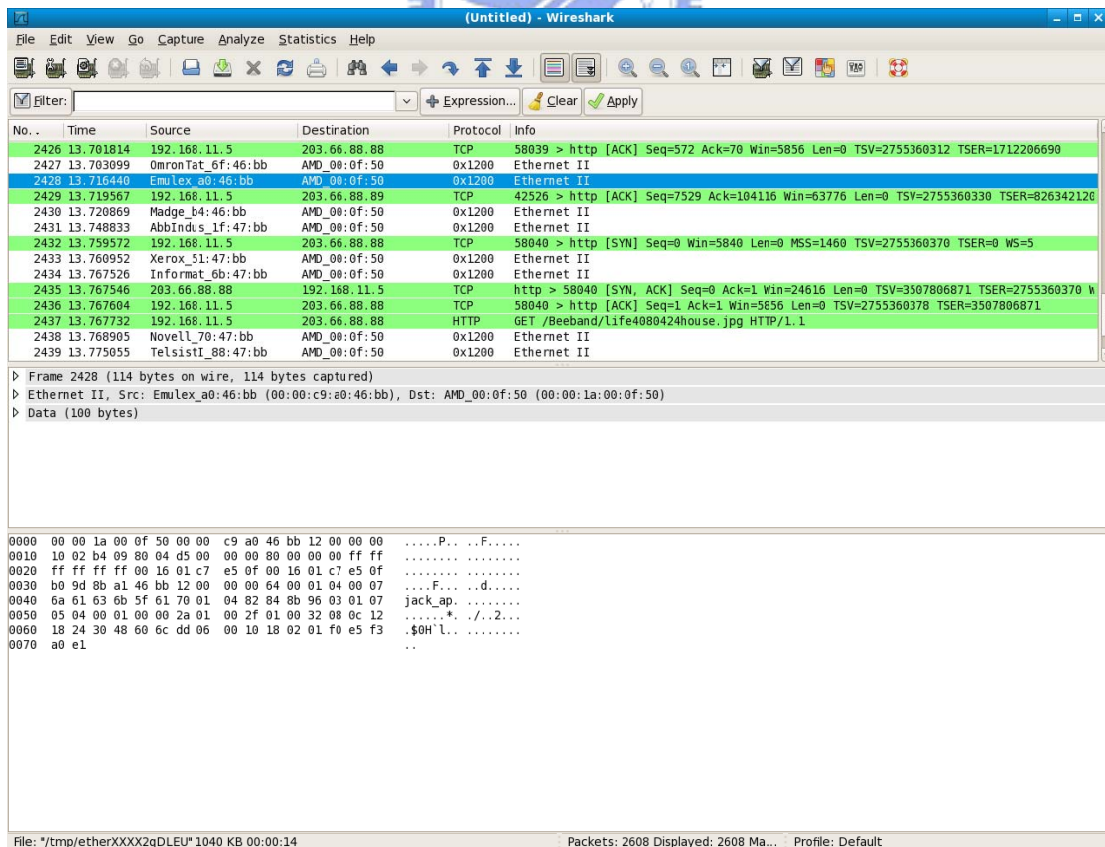 (Untitled) - Wireshark
File Edit View Go Capture Analyze Statistics Help
Filter: Expression... Clear Apply
No. . Time Source Destination Protocol Info
2426 13.701814 192.168.11.5 203.66.88.88 TCP 58039 > http [ACK] Seq=572 Ack=70 Win=5856 Len=0 TSV=2755360312 TSER=1712206690
2427 13.703099 OmronTat_6f:46:bb AMD_00:0f:50 0x1200 Ethernet II
2428 13.716440 Emulex_a0:46:bb AMD_00:0f:50 0x1200 Ethernet II
2429 13.719567 192.168.11.5 203.66.88.89 TCP 42526 > http [ACK] Seq=7529 Ack=104116 Win=63776 Len=0 TSV=2755360330 TSER=826342120
2430 13.720869 Madge_b4:46:bb AMD_00:0f:50 0x1200 Ethernet II
2431 13.748833 AbbIndus_1f:47:bb AMD_00:0f:50 0x1200 Ethernet II
2432 13.759572 192.168.11.5 203.66.88.88 TCP 58040 > http [SYN] Seq=0 Win=5840 Len=0 MSS=1460 TSV=2755360370 TSER=0 WS=5
2433 13.760952 Xerox_51:47:bb AMD_00:0f:50 0x1200 Ethernet II
2434 13.767526 Informat_6b:47:bb AMD_00:0f:50 0x1200 Ethernet II
2435 13.767546 203.66.88.88 192.168.11.5 TCP http > 58040 [SYN, ACK] Seq=0 Ack=1 Win=24616 Len=0 TSV=3507806871 TSER=2755360370 W
2436 13.767604 192.168.11.5 203.66.88.88 TCP 58040 > http [ACK] Seq=1 Ack=1 Win=5856 Len=0 TSV=2755360378 TSER=3507806871
2437 13.767732 192.168.11.5 203.66.88.88 HTTP GET /Beeband/life4080424house.jpg HTTP/1.1
2438 13.768905 Novell_70:47:bb AMD_00:0f:50 0x1200 Ethernet II
2439 13.775055 TelsistI_88:47:bb AMD_00:0f:50 0x1200 Ethernet II
Frame 2428 (114 bytes on wire, 114 bytes captured)
Ethernet II, Src: Emulex_a0:46:bb (00:00:c9:a0:46:bb), Dst: AMD_00:0f:50 (00:00:1a:00:0f:50)
Data (100 bytes)
0000 00 00 1a 00 0f 50 00 00 c9 a0 46 bb 12 00 00 00 .....P.. ..F.....
0010 10 02 b4 09 80 04 d5 00 00 00 80 00 00 00 ff ff ........ ........
0020 ff ff ff ff 00 16 01 c7 e5 0f 00 16 01 c7 e5 0f ........ ........
0030 b0 9d 8b a1 46 bb 12 00 00 00 64 00 01 04 00 07 ....F... ..d.....
0040 6a 61 63 6b 5f 61 70 01 04 82 84 8b 96 03 01 07 jack_ap. ........
0050 05 04 00 01 00 00 2a 01 00 2f 01 00 32 08 0c 12 ......*. ./..2...
0060 18 24 30 48 60 6c dd 06 00 10 18 02 01 f0 e5 f3 .$0H`l.. ........
0070 a0 e1 ..
File: "/tmp/etherXXXX2qDLEU" 1040 KB 00:00:14 Packets: 2608 Displayed: 2608 Ma... Profile: Default